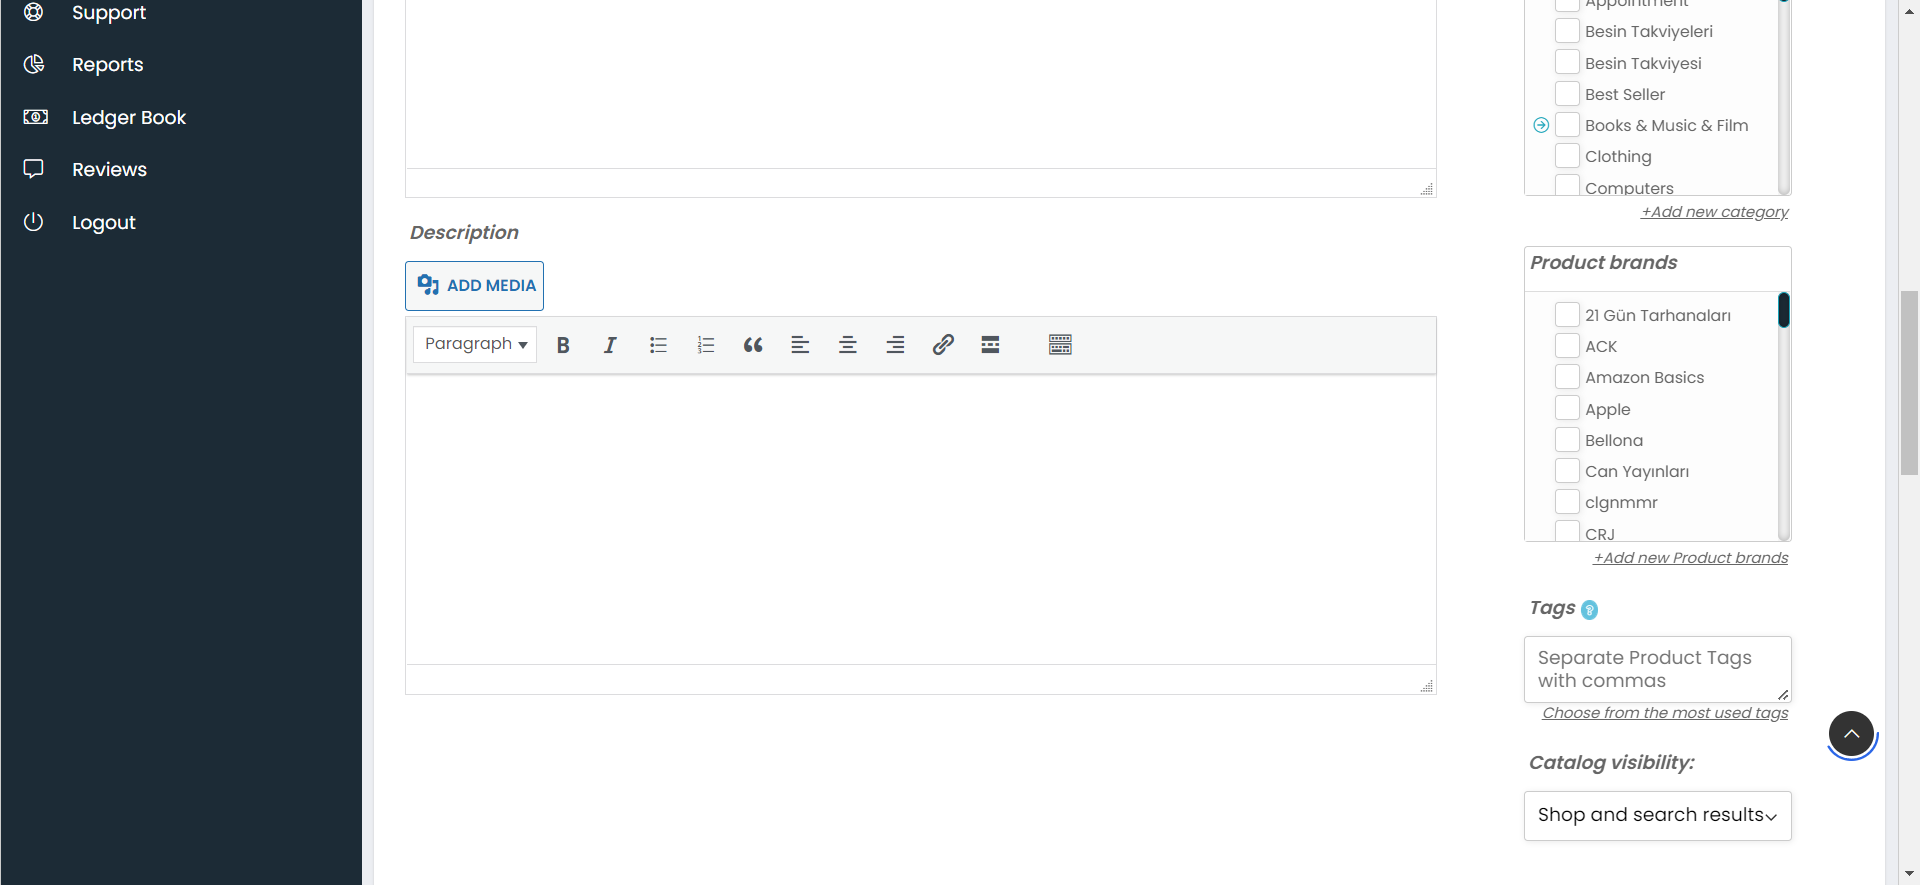 Support
Reports
Ledger Book
Reviews
Logout
Description
ADD MEDIA
Paragraph
Appointment
Besin Takviyeleri
Besin Takviyesi
Best Seller
Books & Music & Film
Clothing
Computers
+Add new category
Product brands
21 Gün Tarhanaları
ACK
Amazon Basics
Apple
Bellona
Can Yayınları
clgnmmr
CRJ
+Add new Product brands
Tags ?
Separate Product Tags
with commas
Choose from the most used tags
Catalog visibility:
Shop and search results